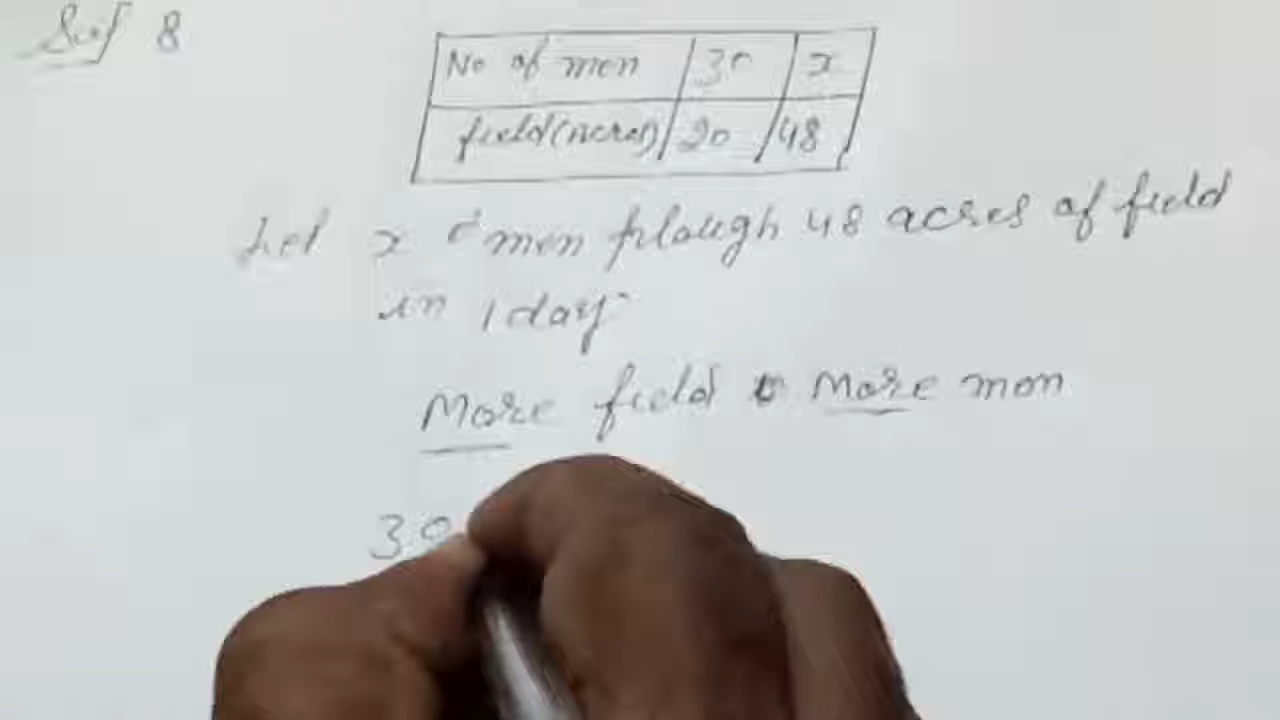 Sol 8
No of men 30 x
field(acres) 20 48
Let x men plough 48 acres of field
in 1 day
More field More men
30